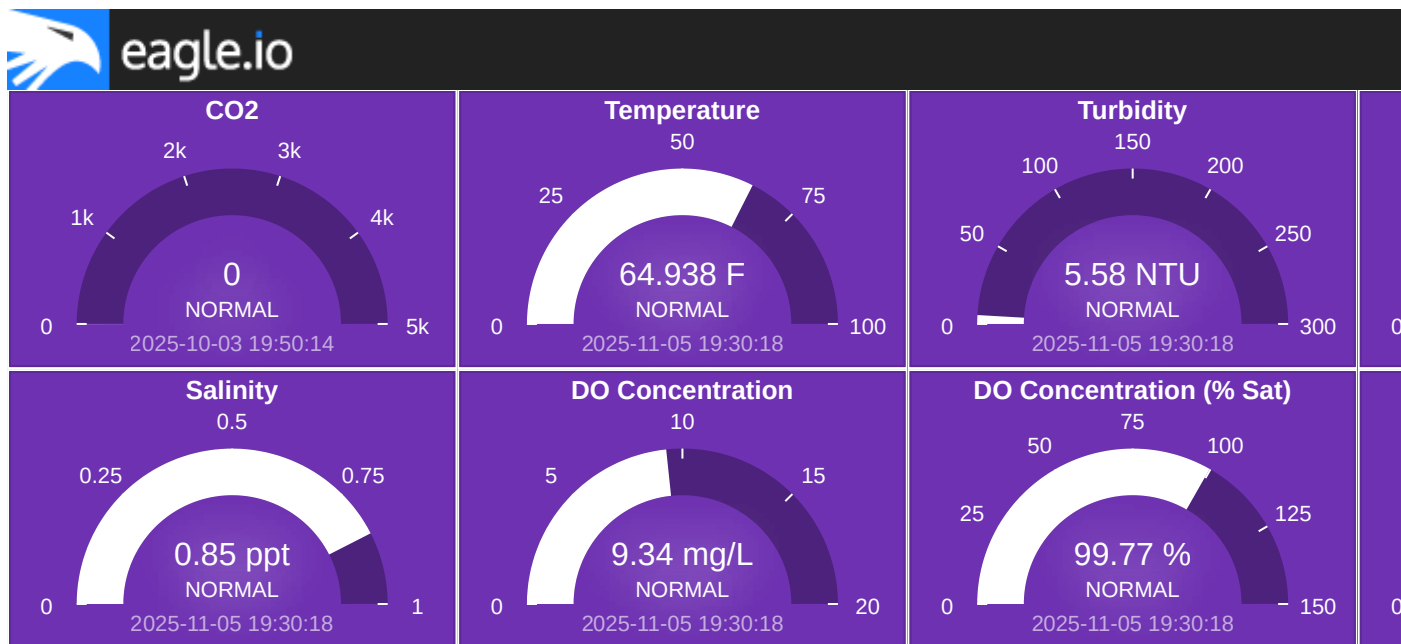 eagle.io
CO2
2k
3k
1k
4k
0
NORMAL
0
5k
2025-10-03 19:50:14
Temperature
50
25
75
64.938 F
NORMAL
0
100
2025-11-05 19:30:18
Turbidity
150
100
200
50
250
5.58 NTU
NORMAL
0
300
2025-11-05 19:30:18
0
Salinity
0.5
0.25
0.75
0.85 ppt
NORMAL
0
1
2025-11-05 19:30:18
DO Concentration
10
5
15
9.34 mg/L
NORMAL
0
20
2025-11-05 19:30:18
DO Concentration (% Sat)
75
50
100
25
125
99.77 %
NORMAL
0
150
2025-11-05 19:30:18
0